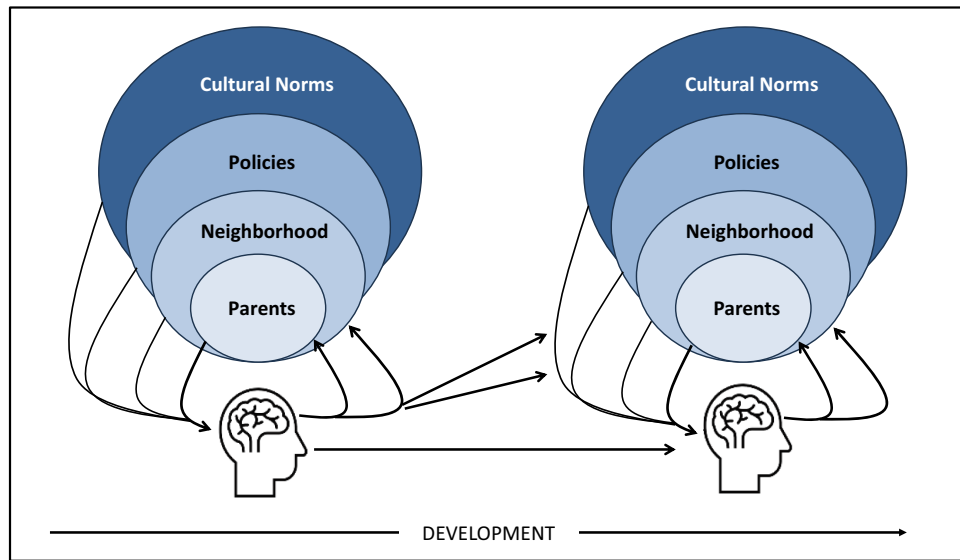 Cultural Norms
Policies
Neighborhood
Parents
Cultural Norms
Policies
Neighborhood
Parents
DEVELOPMENT